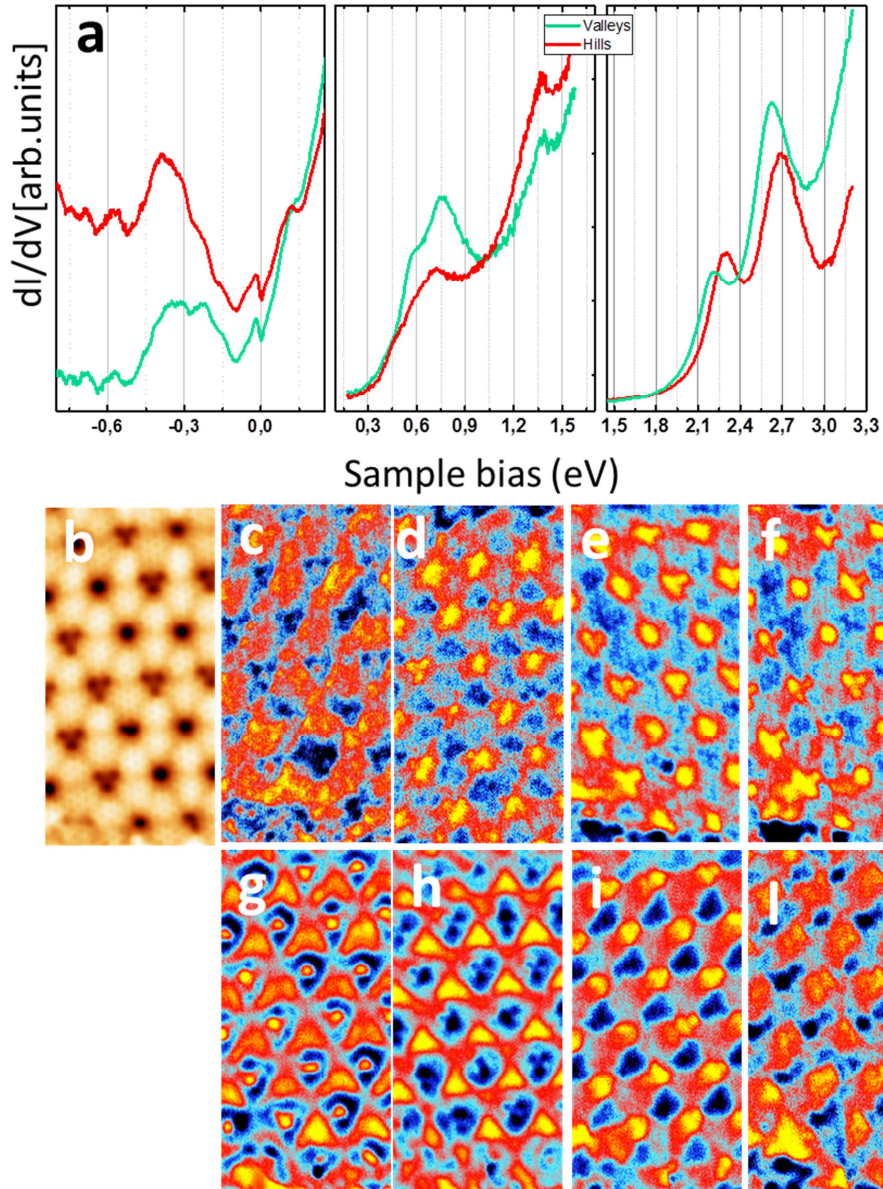 a
Valleys
Hills
dI/dV[arb.units]
-0,6 -0,3 0,0 0,3 0,6 0,9 1,2 1,5 1,5 1,8 2,1 2,4 2,7 3,0 3,3
Sample bias (eV)
b c d e f
g h i l